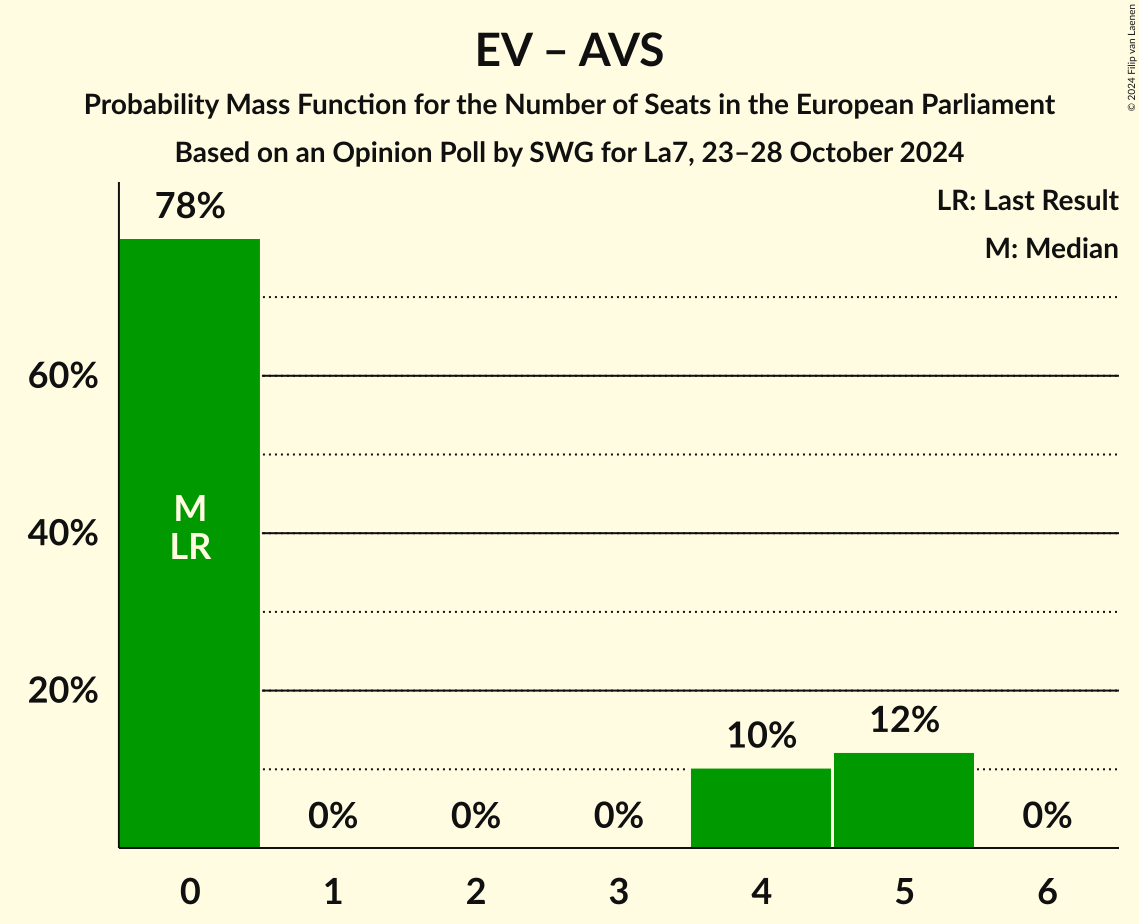 EV – AVS
Probability Mass Function for the Number of Seats in the European Parliament
Based on an Opinion Poll by SWG for La7, 23–28 October 2024
© 2024 Filip van Laenen
LR: Last Result
M: Median
78%
60%
40%
20%
M
LR
0%
0%
0%
10%
12%
0%
0
1
2
3
4
5
6